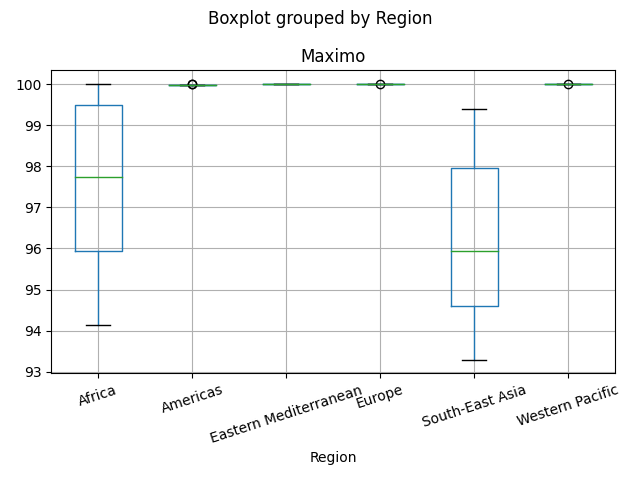 Boxplot grouped by Region
Maximo
100
99
98
97
96
95
94
93
Africa
Americas
Eastern Mediterranean
Europe
South-East Asia
Western Pacific
Region